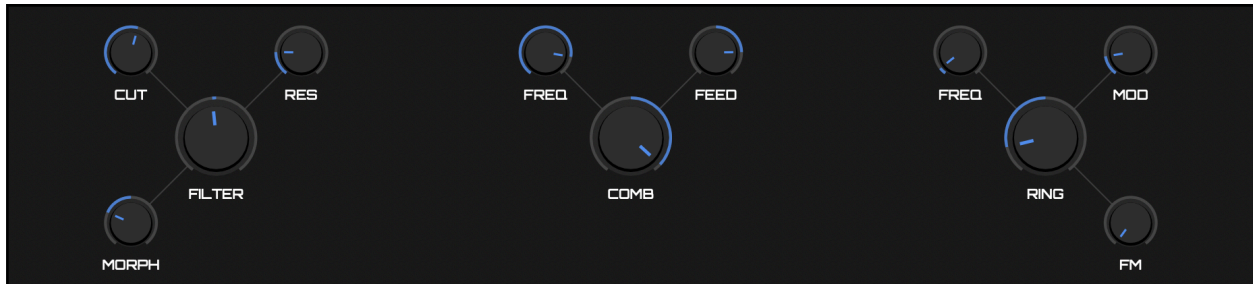 CUT
RES
FREQ
FEED
FREQ
MOD
FILTER
COMB
RING
MORPH
FM